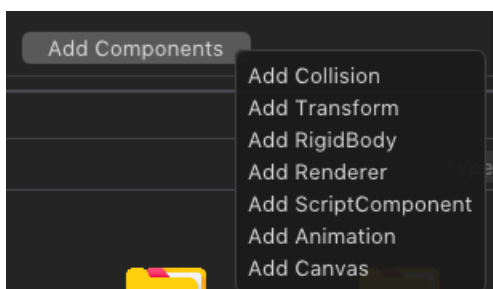 Add Components
Add Collision
Add Transform
Add RigidBody
Add Renderer
Add ScriptComponent
Add Animation
Add Canvas